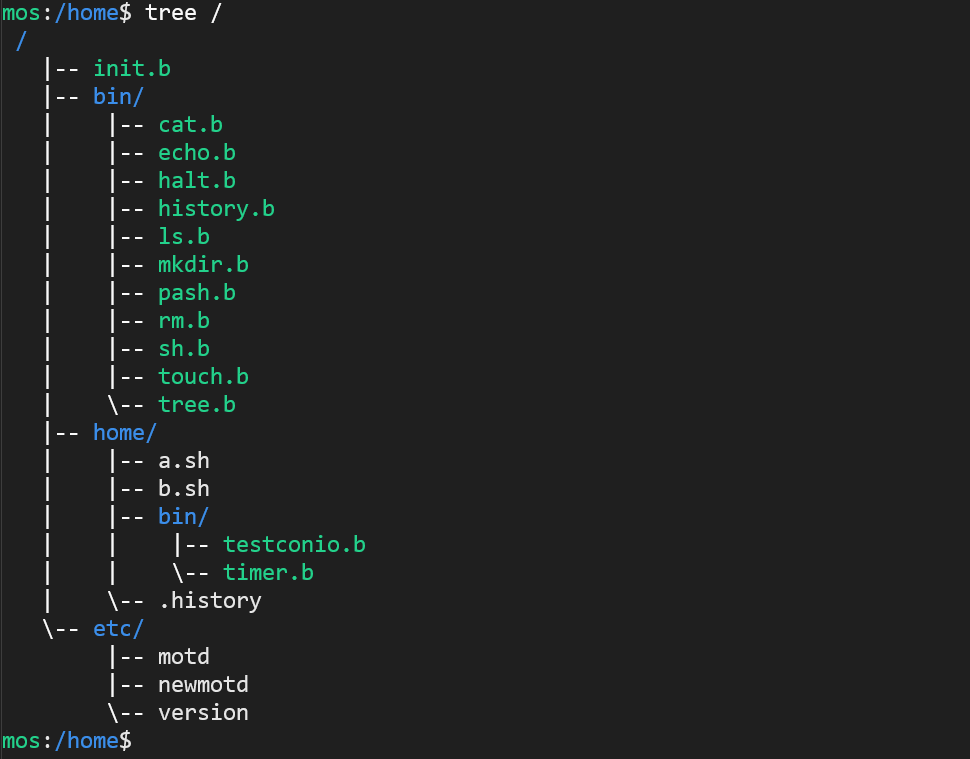 mos:/home$ tree /
 /
   |-- init.b
   |-- bin/
   |    |-- cat.b
   |    |-- echo.b
   |    |-- halt.b
   |    |-- history.b
   |    |-- ls.b
   |    |-- mkdir.b
   |    |-- pash.b
   |    |-- rm.b
   |    |-- sh.b
   |    |-- touch.b
   |    \-- tree.b
   |-- home/
   |    |-- a.sh
   |    |-- b.sh
   |    |-- bin/
   |    |    |-- testconio.b
   |    |    \-- timer.b
   |    \-- .history
   \-- etc/
        |-- motd
        |-- newmotd
        \-- version
mos:/home$